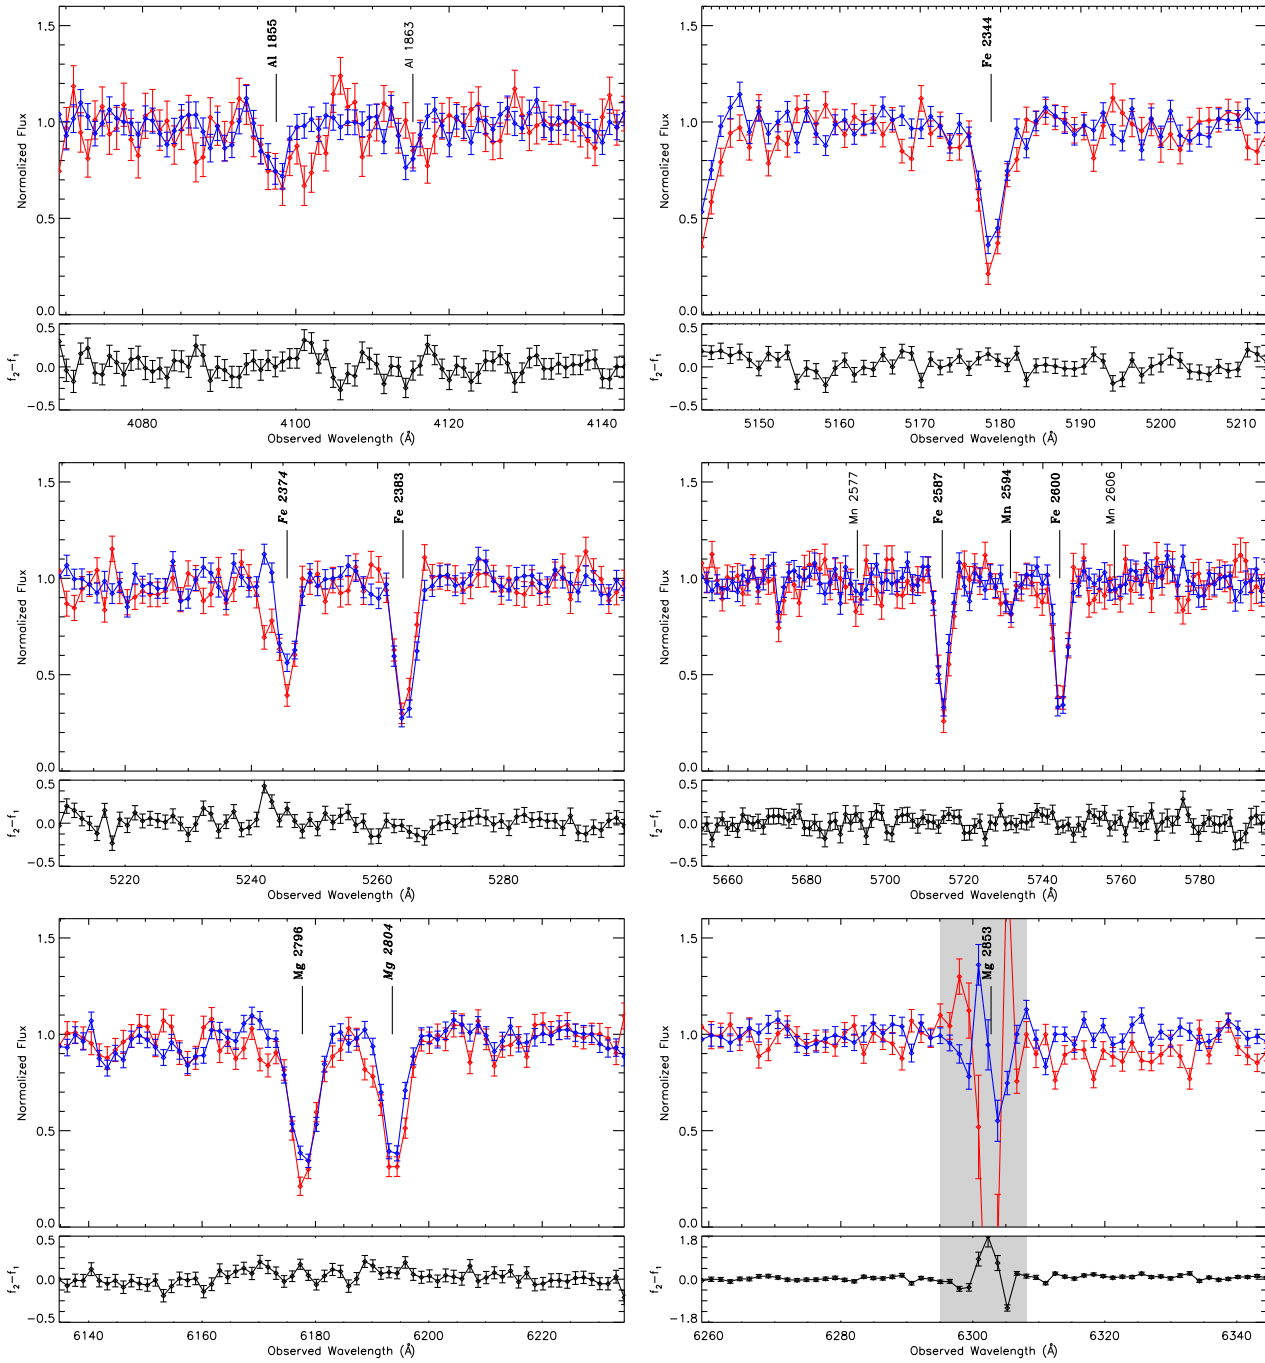 Al 1855
Al 1863
1.5
1.0
0.5
0.0
Normalized Flux
0.5
0.0
−0.5
f2−f1
4080 4100 4120 4140
Observed Wavelength (Å)
Fe 2344
1.5
1.0
0.5
0.0
Normalized Flux
0.5
0.0
−0.5
f2−f1
5150 5160 5170 5180 5190 5200 5210
Observed Wavelength (Å)
Fe 2374
Fe 2383
1.5
1.0
0.5
0.0
Normalized Flux
0.5
0.0
−0.5
f2−f1
5220 5240 5260 5280
Observed Wavelength (Å)
Mn 2577
Fe 2587
Mn 2594
Fe 2600
Mn 2606
1.5
1.0
0.5
0.0
Normalized Flux
0.5
0.0
−0.5
f2−f1
5660 5680 5700 5720 5740 5760 5780
Observed Wavelength (Å)
Mg 2796
Mg 2804
1.5
1.0
0.5
0.0
Normalized Flux
0.5
0.0
−0.5
f2−f1
6140 6160 6180 6200 6220
Observed Wavelength (Å)
Mg 2853
1.5
1.0
0.5
0.0
Normalized Flux
1.8
0.0
−1.8
f2−f1
6260 6280 6300 6320 6340
Observed Wavelength (Å)